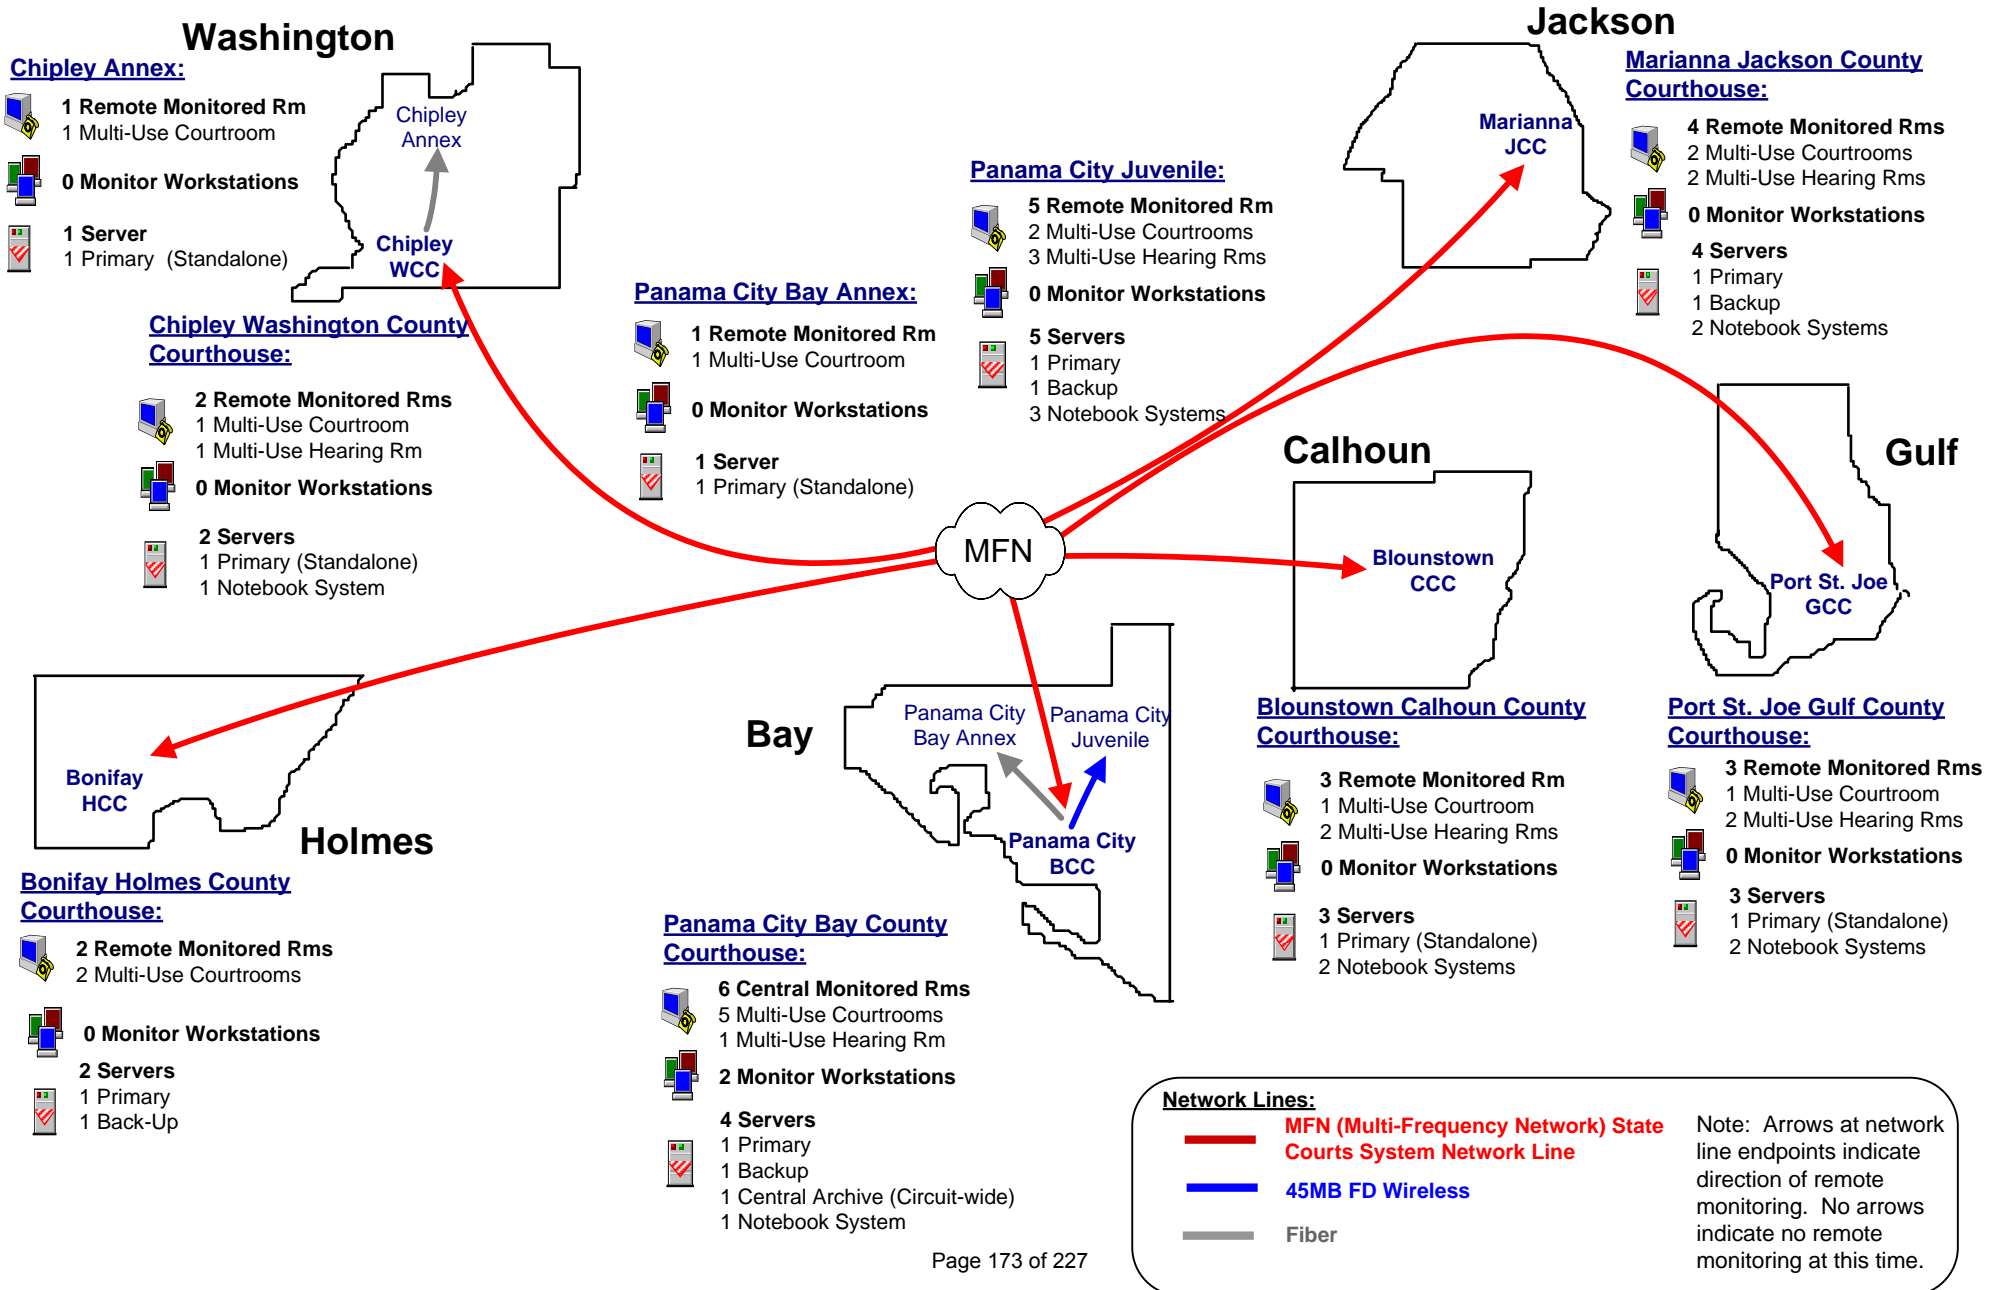 Washington
Chipley Annex:
1 Remote Monitored Rm
1 Multi-Use Courtroom
0 Monitor Workstations
1 Server
1 Primary (Standalone)
Chipley
Annex
Chipley
WCC
Chipley Washington County
Courthouse:
2 Remote Monitored Rms
1 Multi-Use Courtroom
1 Multi-Use Hearing Rm
0 Monitor Workstations
2 Servers
1 Primary (Standalone)
1 Notebook System
Panama City Bay Annex:
1 Remote Monitored Rm
1 Multi-Use Courtroom
0 Monitor Workstations
1 Server
1 Primary (Standalone)
Panama City Juvenile:
5 Remote Monitored Rm
2 Multi-Use Courtrooms
3 Multi-Use Hearing Rms
0 Monitor Workstations
5 Servers
1 Primary
1 Backup
3 Notebook Systems
Jackson
Marianna
JCC
Marianna Jackson County
Courthouse:
4 Remote Monitored Rms
2 Multi-Use Courtrooms
2 Multi-Use Hearing Rms
0 Monitor Workstations
4 Servers
1 Primary
1 Backup
2 Notebook Systems
MFN
Calhoun
Blounstown
CCC
Gulf
Port St. Joe
GCC
Bonifay
HCC
Holmes
Bonifay Holmes County
Courthouse:
2 Remote Monitored Rms
2 Multi-Use Courtrooms
0 Monitor Workstations
2 Servers
1 Primary
1 Back-Up
Bay
Panama City
Bay Annex
Panama City
Juvenile
Panama City
BCC
Panama City Bay County
Courthouse:
6 Central Monitored Rms
5 Multi-Use Courtrooms
1 Multi-Use Hearing Rm
2 Monitor Workstations
4 Servers
1 Primary
1 Backup
1 Central Archive (Circuit-wide)
1 Notebook System
Blounstown Calhoun County
Courthouse:
3 Remote Monitored Rm
1 Multi-Use Courtroom
2 Multi-Use Hearing Rms
0 Monitor Workstations
3 Servers
1 Primary (Standalone)
2 Notebook Systems
Port St. Joe Gulf County
Courthouse:
3 Remote Monitored Rms
1 Multi-Use Courtroom
2 Multi-Use Hearing Rms
0 Monitor Workstations
3 Servers
1 Primary (Standalone)
2 Notebook Systems
Network Lines:
MFN (Multi-Frequency Network) State
Courts System Network Line
45MB FD Wireless
Fiber
Note: Arrows at network
line endpoints indicate
direction of remote
monitoring. No arrows
indicate no remote
monitoring at this time.
Page 173 of 227